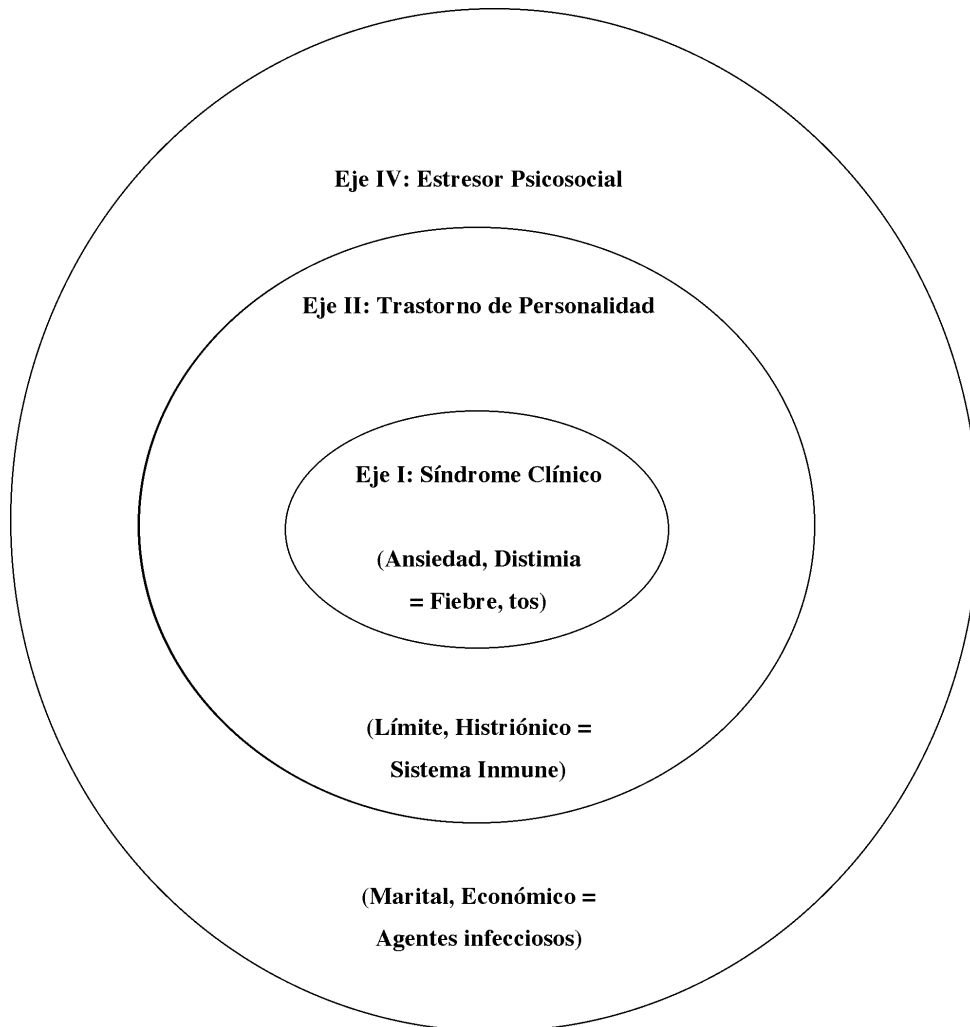 Eje IV: Estresor Psicosocial
Eje II: Trastorno de Personalidad
Eje I: Síndrome Clínico
(Ansiedad, Distimia
= Fiebre, tos)
(Límite, Histriónico =
Sistema Inmune)
(Marital, Económico =
Agentes infecciosos)